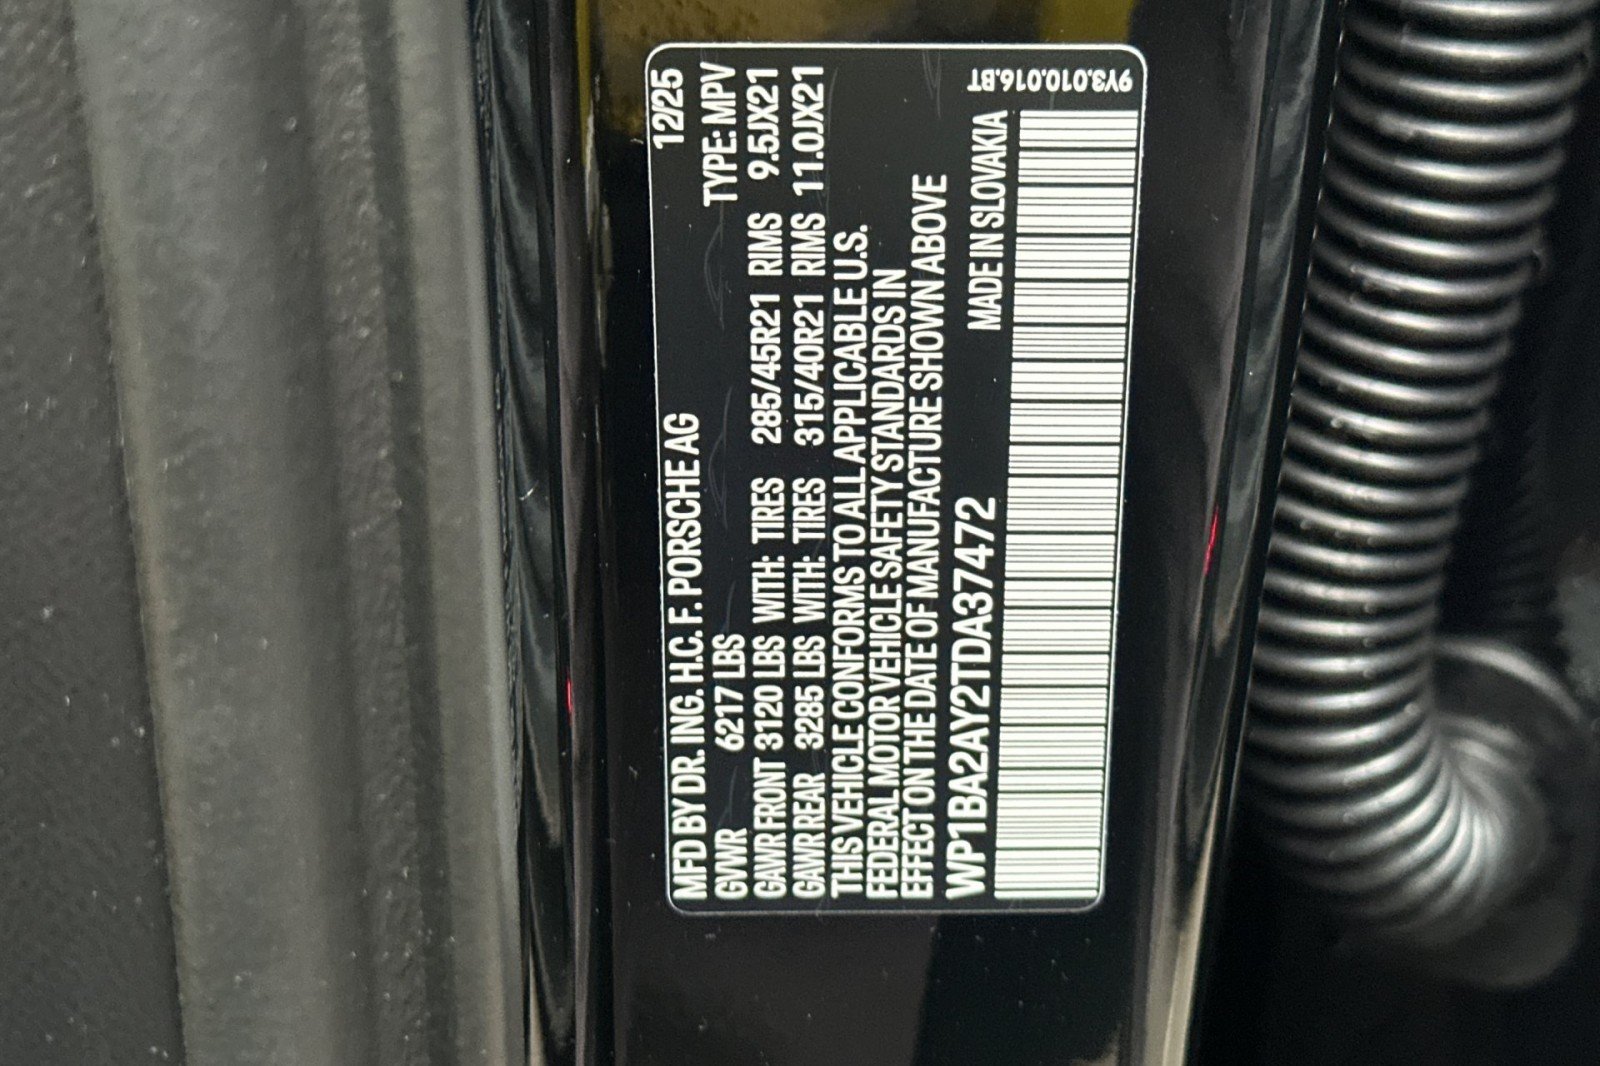 MFD BY DR. ING. H.C. F. PORSCHE AG 12/25
GVWR 6217 LBS TYPE: MPV
GAWR FRONT 3120 LBS WITH: TIRES 285/45R21 RIMS 9.5JX21
GAWR REAR 3285 LBS WITH: TIRES 315/40R21 RIMS 11.0JX21
THIS VEHICLE CONFORMS TO ALL APPLICABLE U.S.
FEDERAL MOTOR VEHICLE SAFETY STANDARDS IN
EFFECT ON THE DATE OF MANUFACTURE SHOWN ABOVE
WP1BA2AY2TDA37472 MADE IN SLOVAKIA
9Y3.010.016.BT